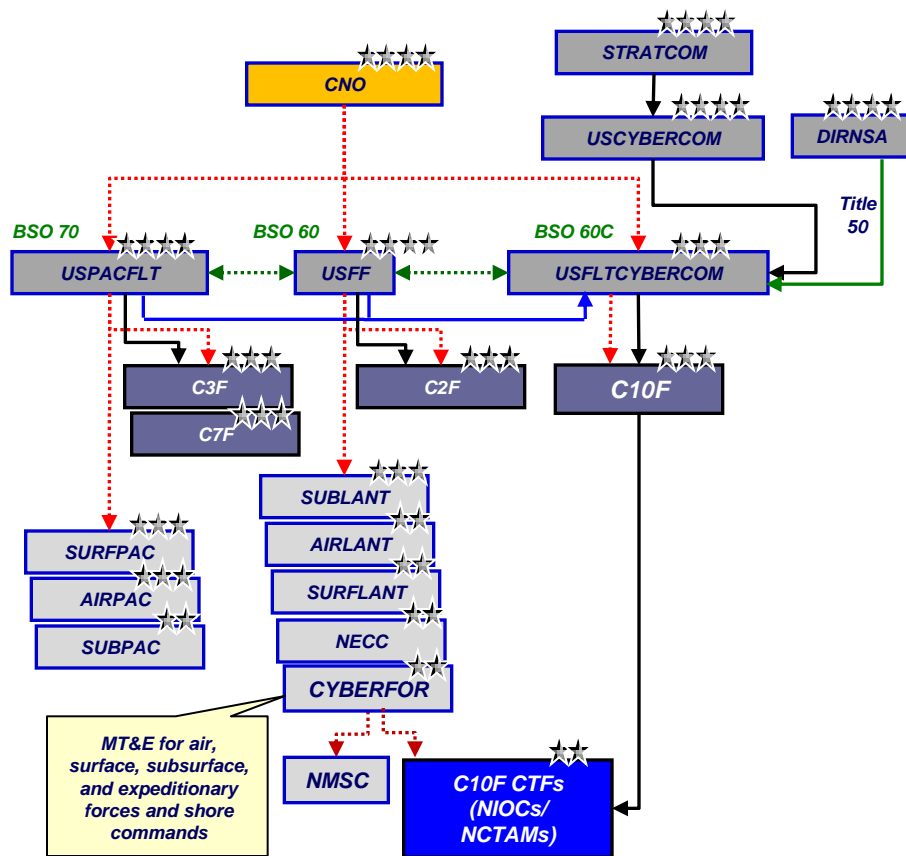 STRATCOM
CNO
USCYBERCOM
DIRNSA
Title
50
BSO 70
BSO 60
BSO 60C
USPACFLT
USFF
USFLTCYBERCOM
C3F
C2F
C10F
C7F
SUBLANT
SURFPAC
AIRLANT
AIRPAC
SURFLANT
SUBPAC
NECC
CYBERFOR
MT&E for air,
surface, subsurface,
and expeditionary
forces and shore
commands
NMSC
C10F CTFs
(NIOCs/
NCTAMs)